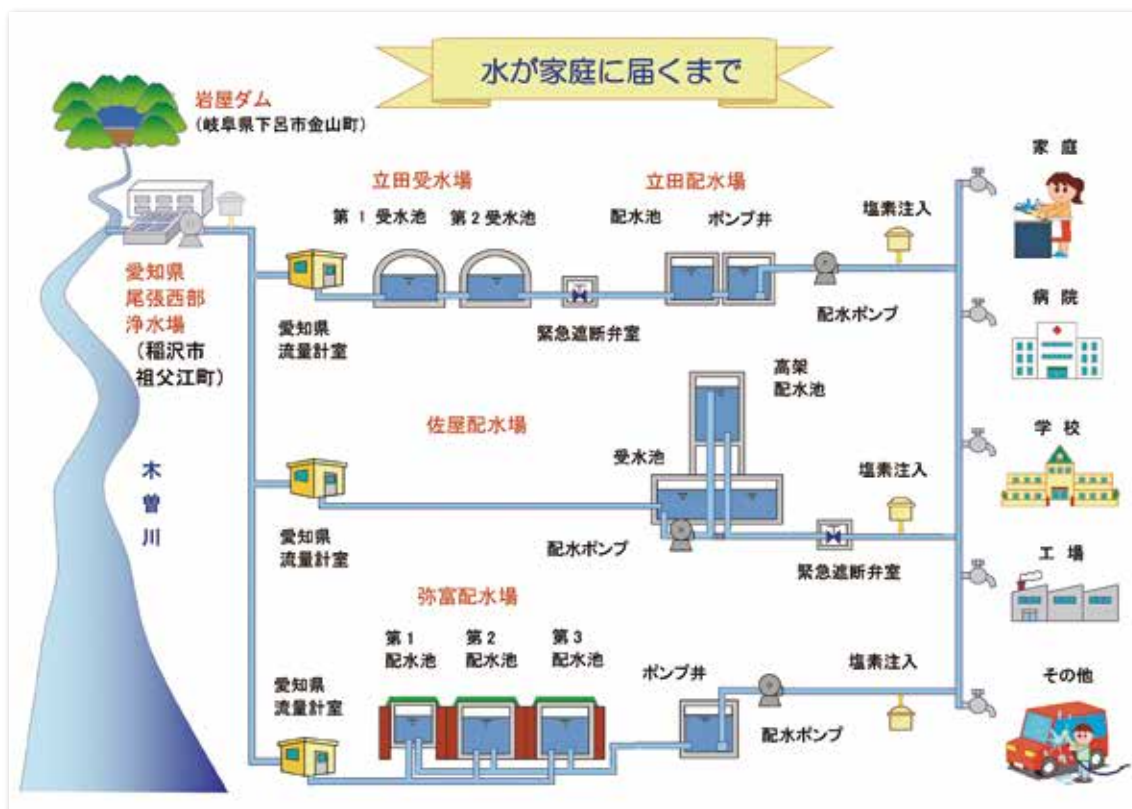 水が家庭に届くまで
岩屋ダム
(岐阜県下呂市金山町)
愛知県
尾張西部
浄水場
(稲沢市
祖父江町)
木曽川
立田受水場
第1受水池
第2受水池
愛知県
流量計室
緊急遮断弁室
立田配水場
配水池
ポンプ井
配水ポンプ
塩素注入
佐屋配水場
愛知県
流量計室
高架
配水池
受水池
配水ポンプ
緊急遮断弁室
塩素注入
弥富配水場
愛知県
流量計室
第1
配水池
第2
配水池
第3
配水池
ポンプ井
配水ポンプ
塩素注入
家庭
病院
学校
工場
その他